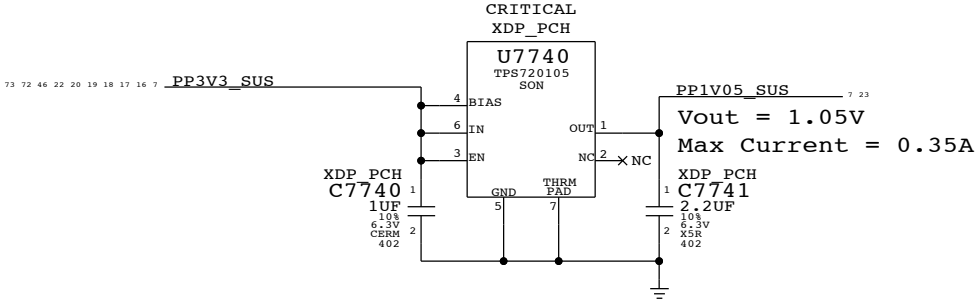 CRITICAL
XDP_PCH
U7740
TPS720105
SON
73 72 46 22 20 19 18 17 16 7 PP3V3_SUS
PP1V05_SUS 7 23
Vout = 1.05V
Max Current = 0.35A
4 BIAS
6 IN
OUT 1
3 EN
NC 2 NC
THRM
PAD
GND
5 7
XDP_PCH
C7740 1
1UF
10%
6.3V
CERM 2
402
XDP_PCH
1 C7741
2.2UF
10%
6.3V
2 X5R
402